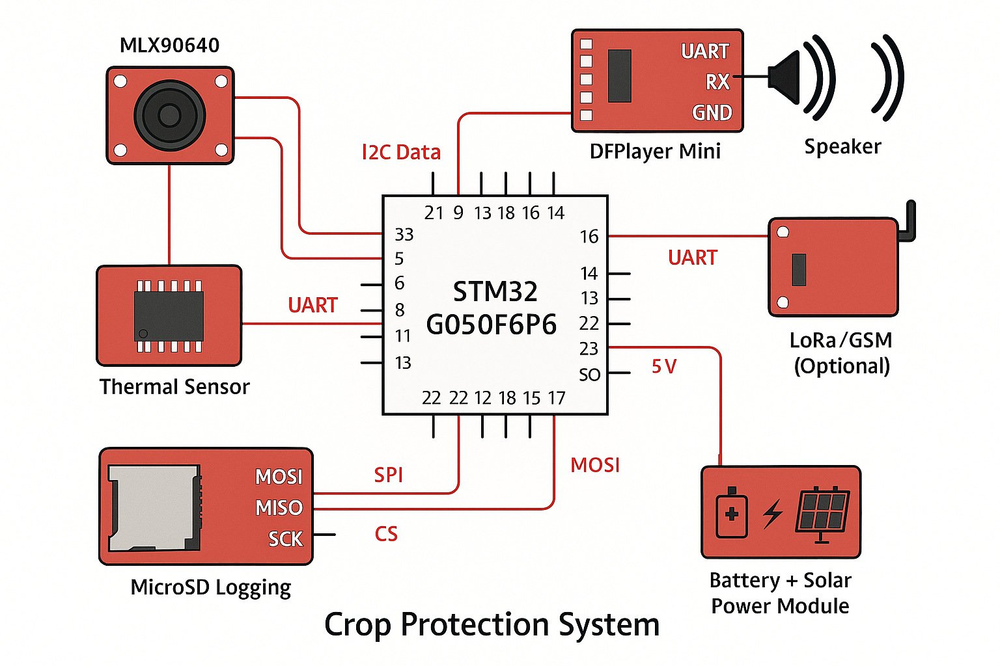 MLX90640
UART
RX
GND
DFPlayer Mini
Speaker
I2C Data
21 9 13 18 16 14
33
5
6
8
11
13
16
14
13
22
23
SO
STM32
G050F6P6
22 22 12 18 15 17
UART
UART
LoRa/GSM
(Optional)
5V
Thermal Sensor
MOSI
MISO
SCK
SPI
MOSI
CS
MicroSD Logging
Battery + Solar
Power Module
Crop Protection System